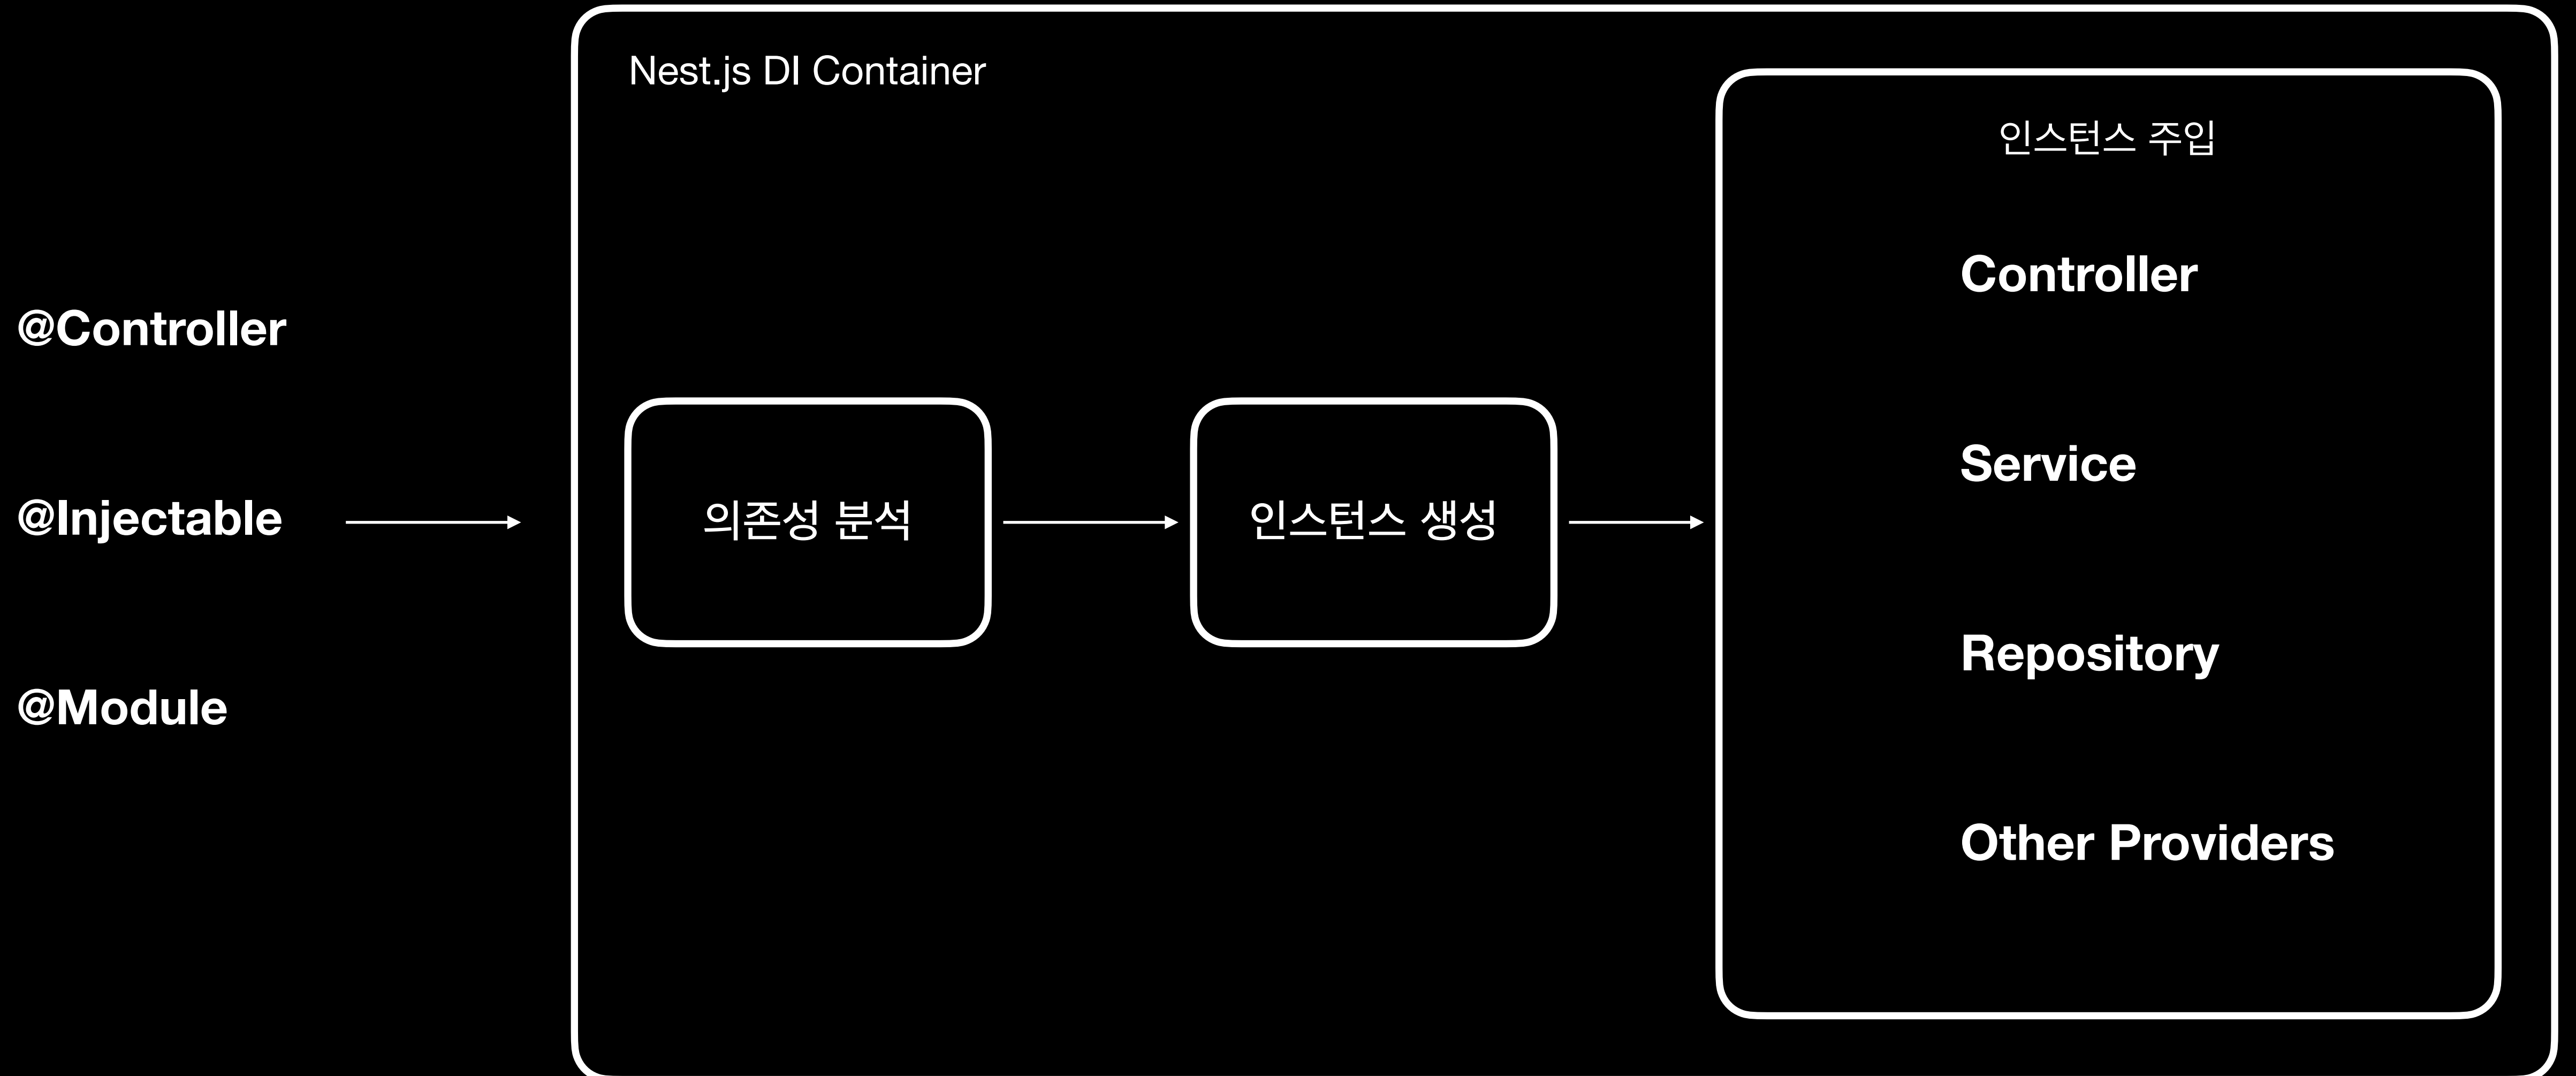 Nest.js DI Container
@Controller
@Injectable
@Module
의존성 분석
인스턴스 생성
인스턴스 주입
Controller
Service
Repository
Other Providers